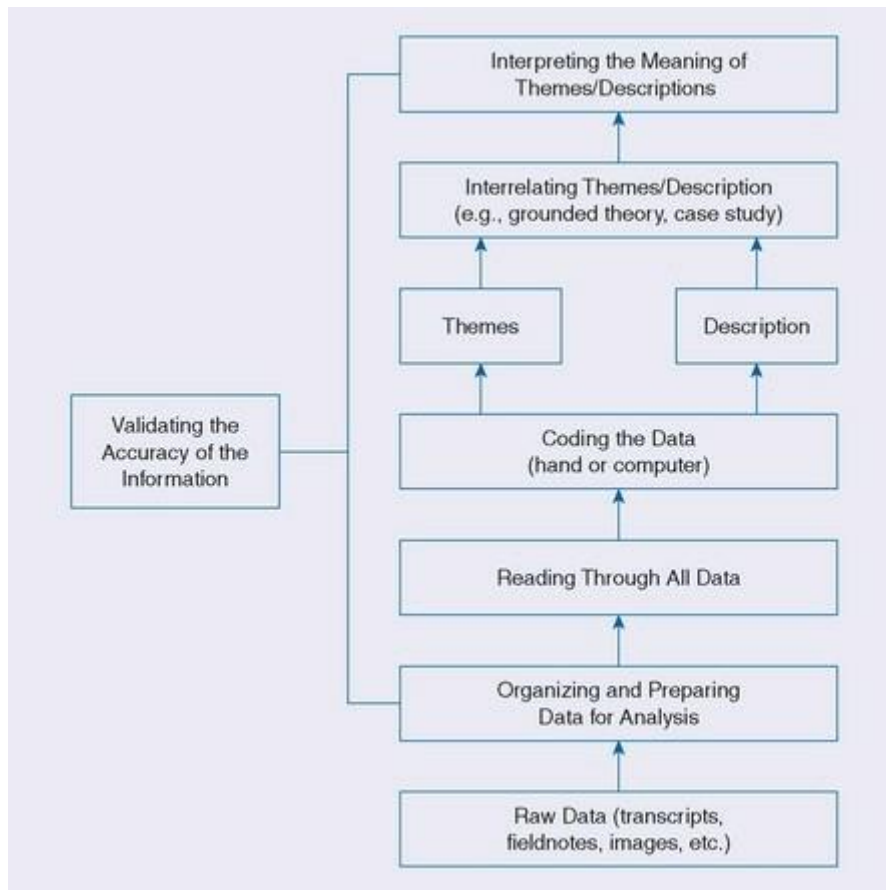 Interpreting the Meaning of
Themes/Descriptions
Interrelating Themes/Description
(e.g., grounded theory, case study)
Themes
Description
Validating the
Accuracy of the
Information
Coding the Data
(hand or computer)
Reading Through All Data
Organizing and Preparing
Data for Analysis
Raw Data (transcripts,
fieldnotes, images, etc.)